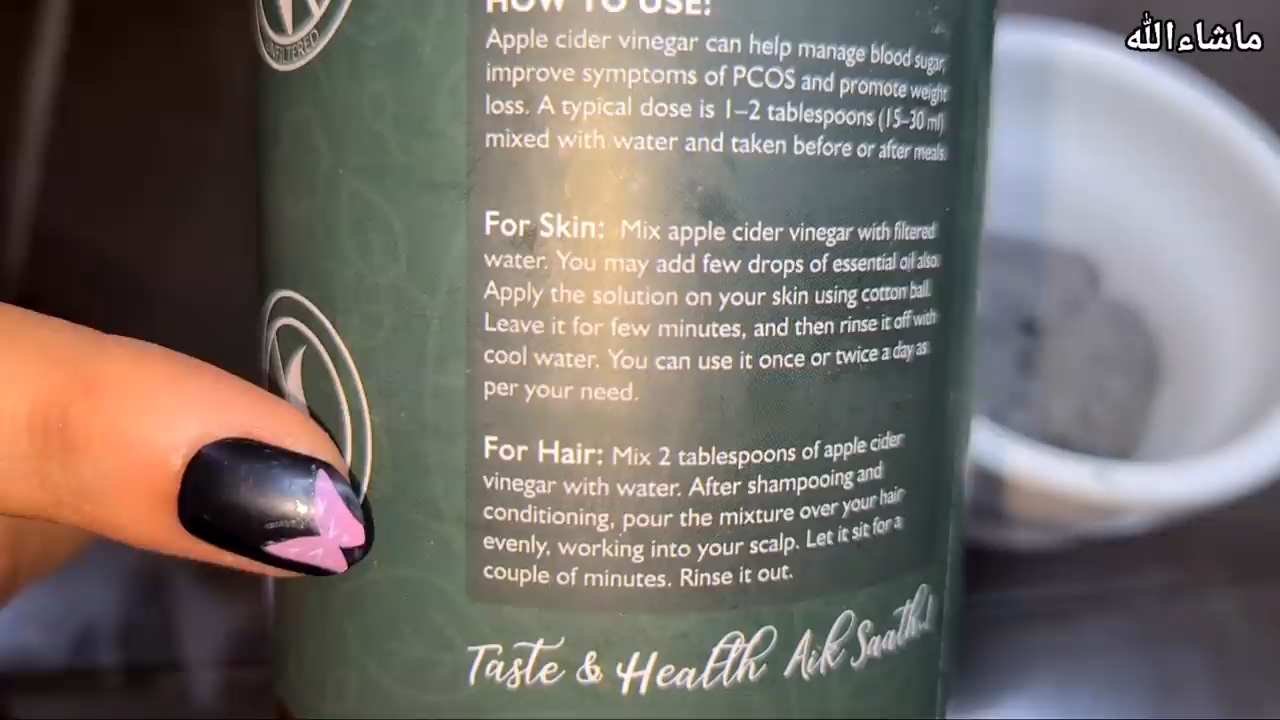 ماشاءالله
HOW TO USE:
UNFILTERED
Apple cider vinegar can help manage blood sugar,
improve symptoms of PCOS and promote weight
loss. A typical dose is 1–2 tablespoons (15–30 ml)
mixed with water and taken before or after meals.
For Skin: Mix apple cider vinegar with filtered
water. You may add few drops of essential oil also.
Apply the solution on your skin using cotton ball.
Leave it for few minutes, and then rinse it off with
cool water. You can use it once or twice a day as
per your need.
For Hair: Mix 2 tablespoons of apple cider
vinegar with water. After shampooing and
conditioning, pour the mixture over your hair
evenly, working into your scalp. Let it sit for a
couple of minutes. Rinse it out.
Taste & Health Aik Saath!